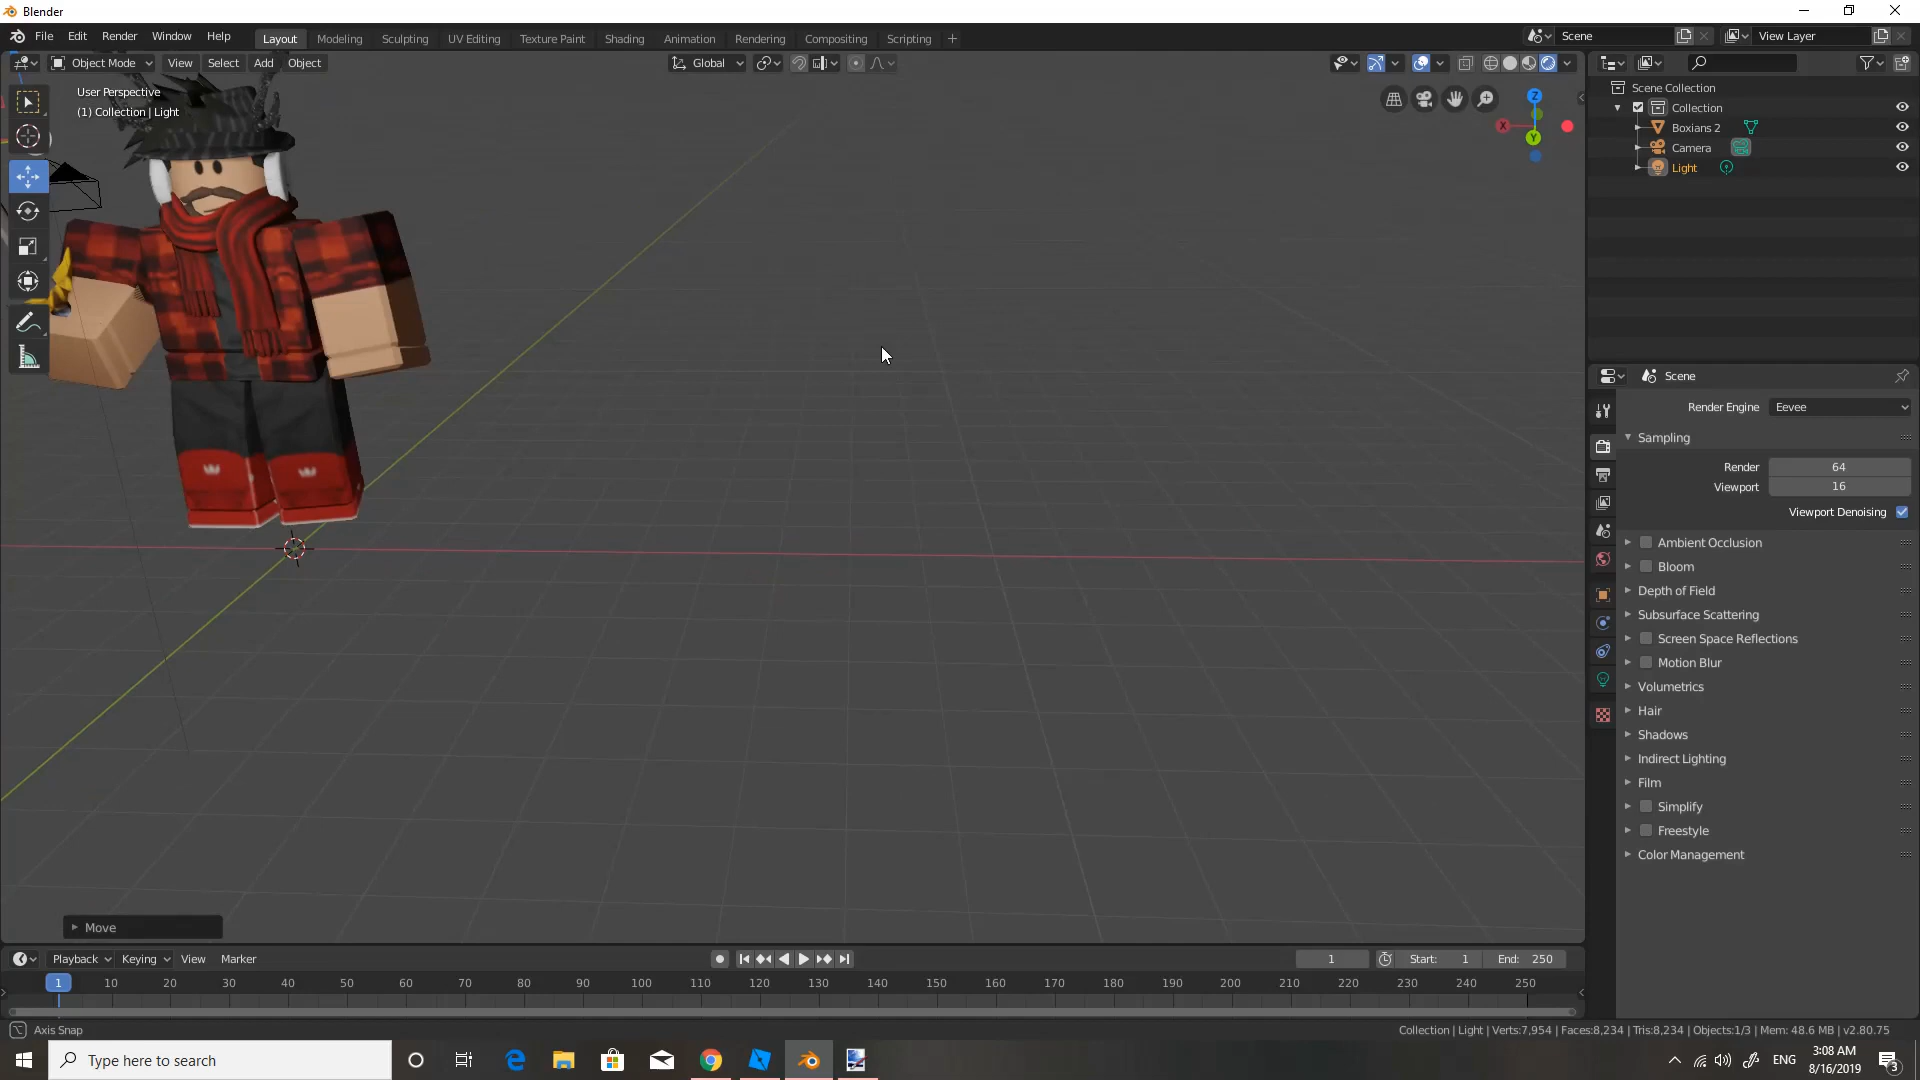 Blender
File Edit Render Window Help Layout Modeling Sculpting UV Editing Texture Paint Shading Animation Rendering Compositing Scripting + Scene View Layer
Object Mode View Select Add Object Global
User Perspective
(1) Collection | Light
Z
X
Y
Scene Collection
Collection
Boxians 2
Camera
Light
Scene
Render Engine Eevee
Sampling
Render 64
Viewport 16
Viewport Denoising
Ambient Occlusion
Bloom
Depth of Field
Subsurface Scattering
Screen Space Reflections
Motion Blur
Volumetrics
Hair
Shadows
Indirect Lighting
Film
Simplify
Freestyle
Color Management
Move
Playback Keying View Marker 1 Start: 1 End: 250
1 10 20 30 40 50 60 70 80 90 100 110 120 130 140 150 160 170 180 190 200 210 220 230 240 250
Axis Snap Collection | Light | Verts:7,954 | Faces:8,234 | Tris:8,234 | Objects:1/3 | Mem: 48.6 MB | v2.80.75
Type here to search ENG 3:08 AM
8/16/2019 3